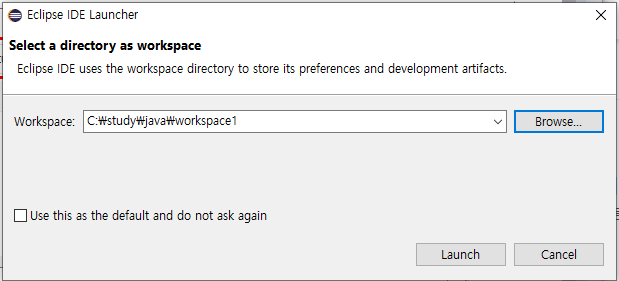 Eclipse IDE Launcher
Select a directory as workspace
Eclipse IDE uses the workspace directory to store its preferences and development artifacts.
Workspace: C:₩study₩java₩workspace1 Browse...
Use this as the default and do not ask again
Launch Cancel